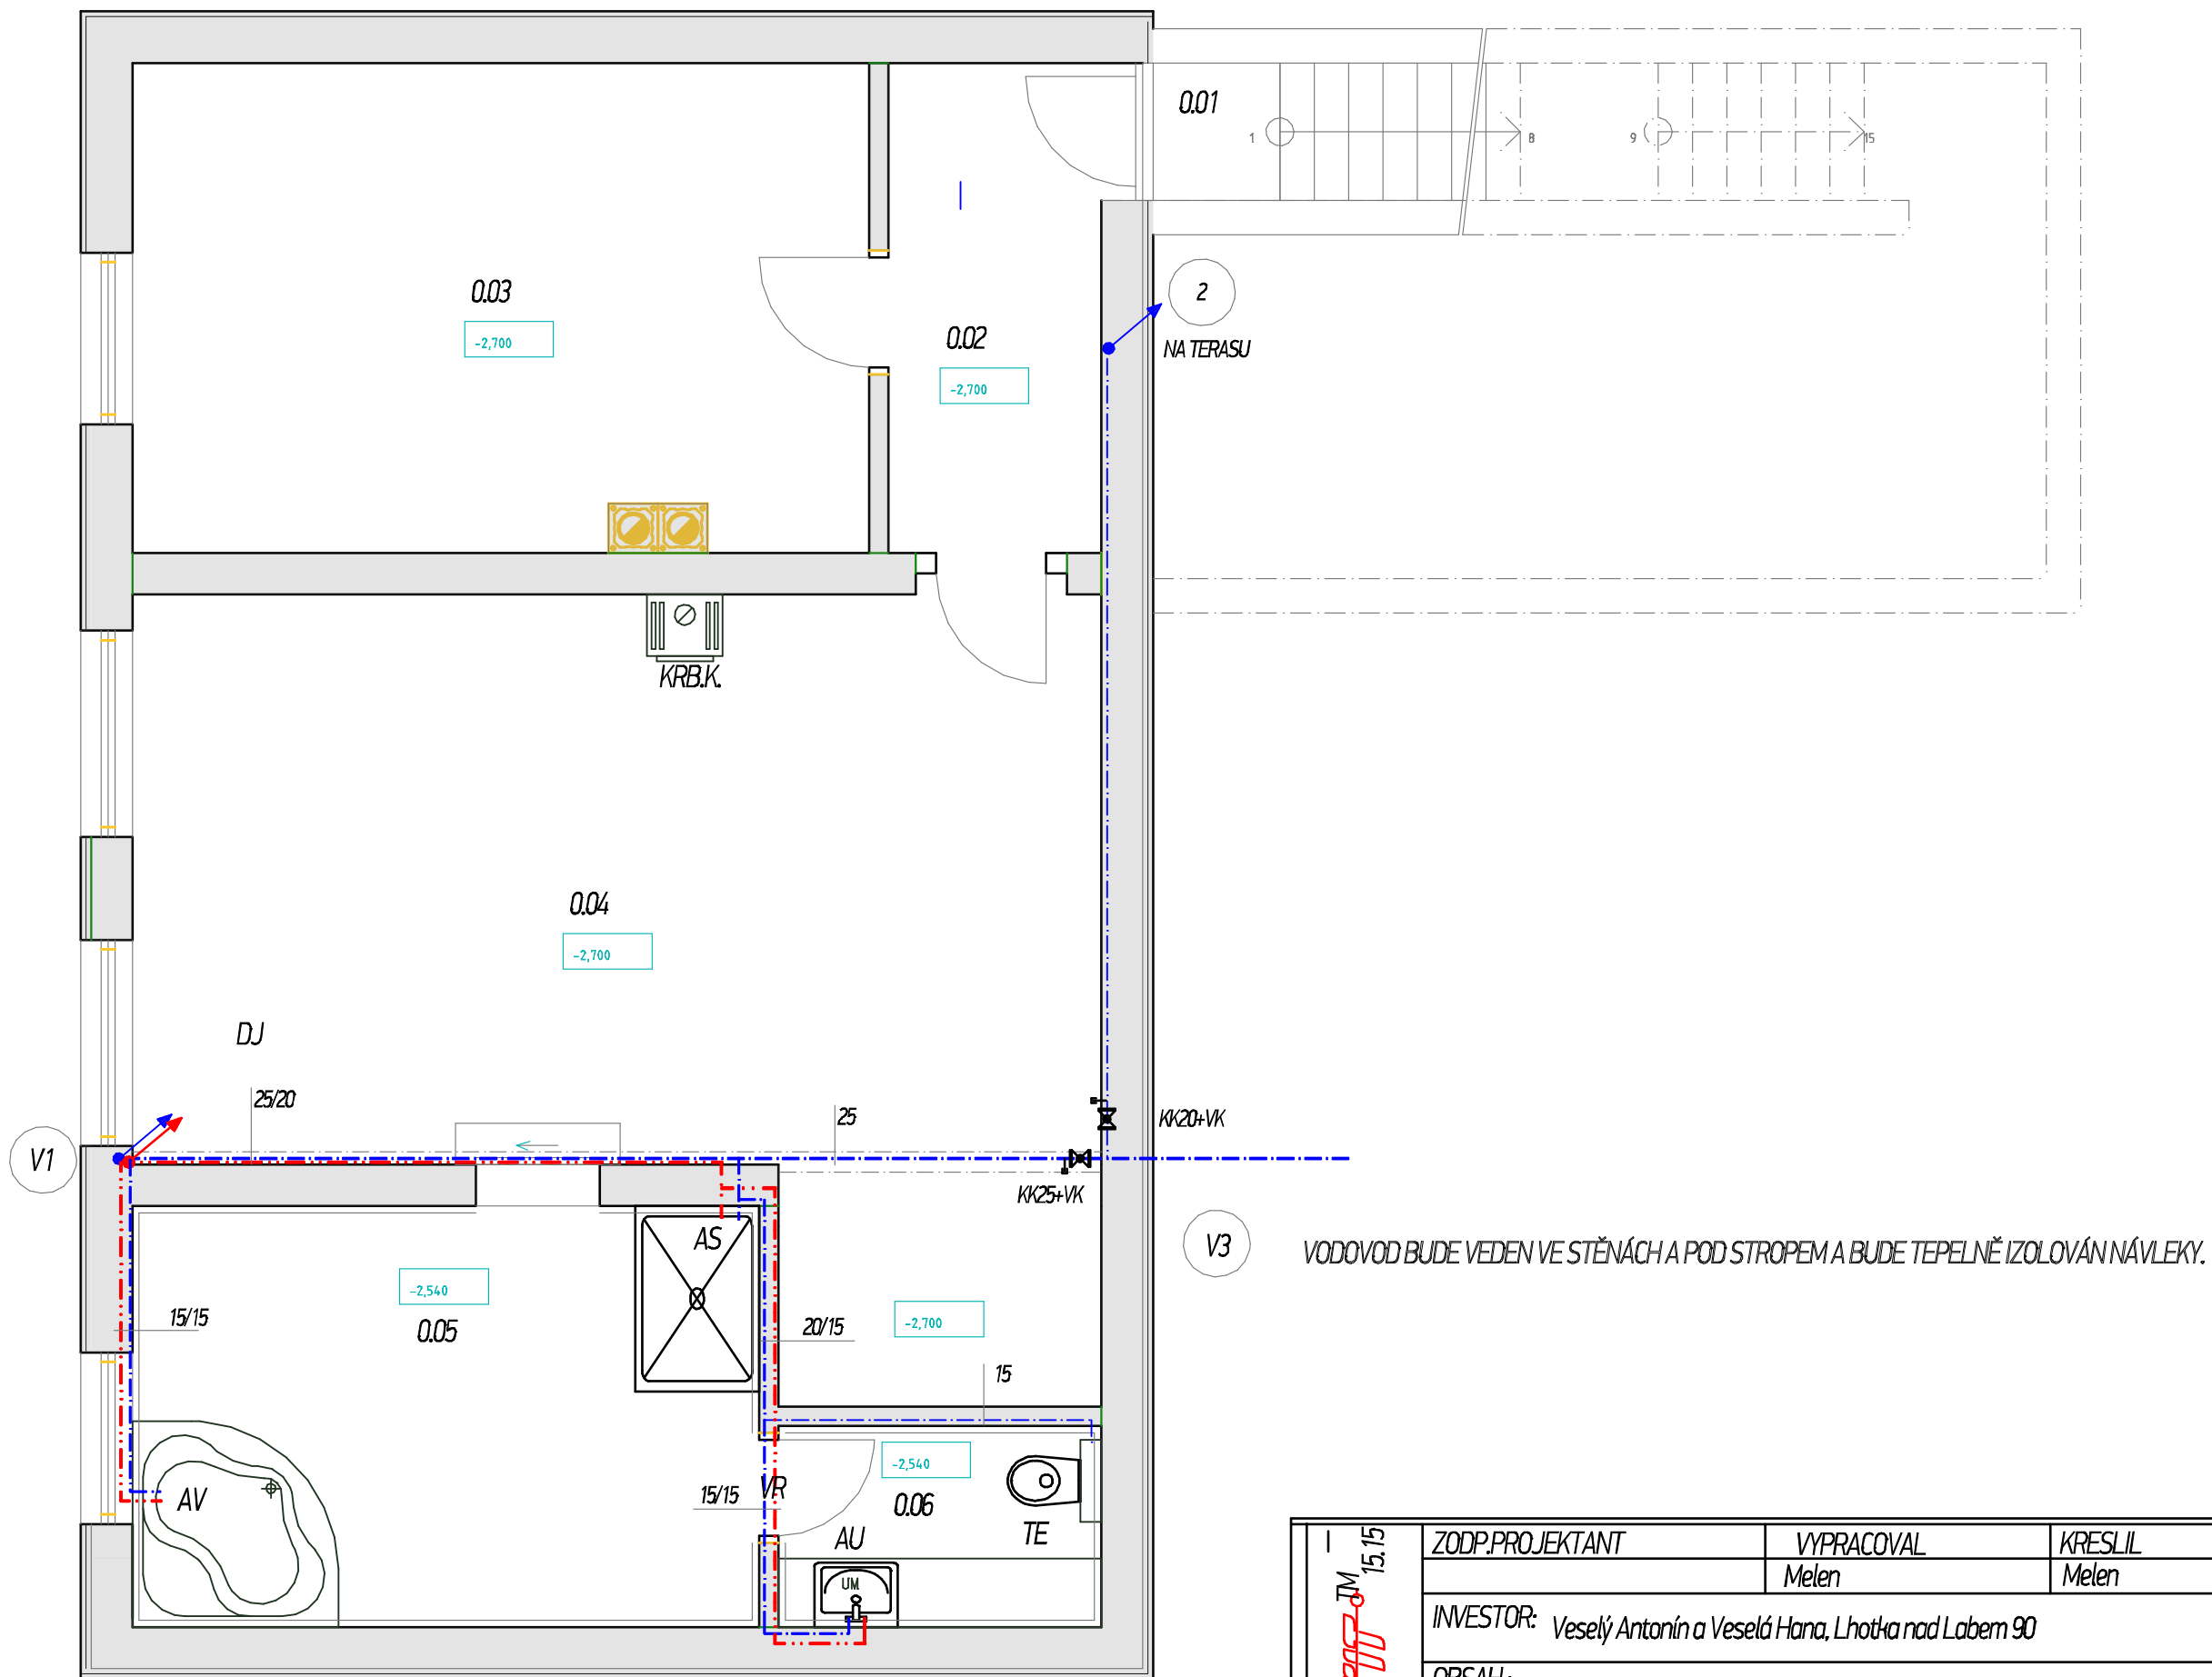 0.01
1
8
9
15
0.03
-2,700
0.02
-2,700
2
NA TERASU
KRB.K.
0.04
-2,700
DJ
25/20
25
KK20+VK
V1
KK25+VK
AS
V3
VODOVOD BUDE VEDEN VE STĚNÁCH A POD STROPEM A BUDE TEPELNĚ IZOLOVÁN NÁVLEKY.
-2,540
15/15
0.05
20/15
-2,700
15
-2,540
15/15
VR
AV
0.06
AU
TE
UM
TM
15.15
ZODP.PROJEKTANT
VYPRACOVAL
KRESLIL
Melen
Melen
INVESTOR: Veselý Antonín a Veselá Hana, Lhotka nad Labem 90
OBSAH: